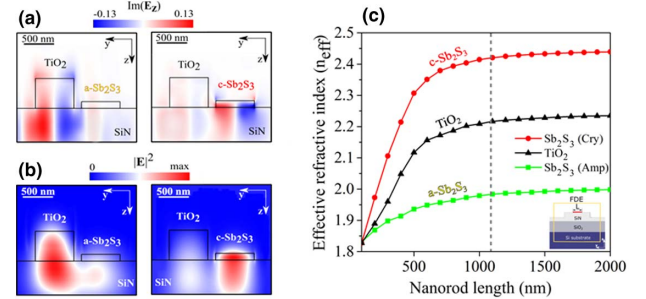 (a)
Im(Ez)
-0.13 0.13
500 nm
y
z
TiO2
a-Sb2S3
SiN
500 nm
y
z
TiO2
c-Sb2S3
SiN
(b)
|E|²
0 max
500 nm
y
z
TiO2
a-Sb2S3
SiN
500 nm
y
z
TiO2
c-Sb2S3
SiN
(c)
Effective refractive index (neff)
2.5
2.4
2.3
2.2
2.1
2.0
1.9
1.8
c-Sb2S3
TiO2
a-Sb2S3
Sb2S3 (Cry)
TiO2
Sb2S3 (Amp)
FDE
L
SiN
SiO2
Si substrate
500 1000 1500 2000
Nanorod length (nm)